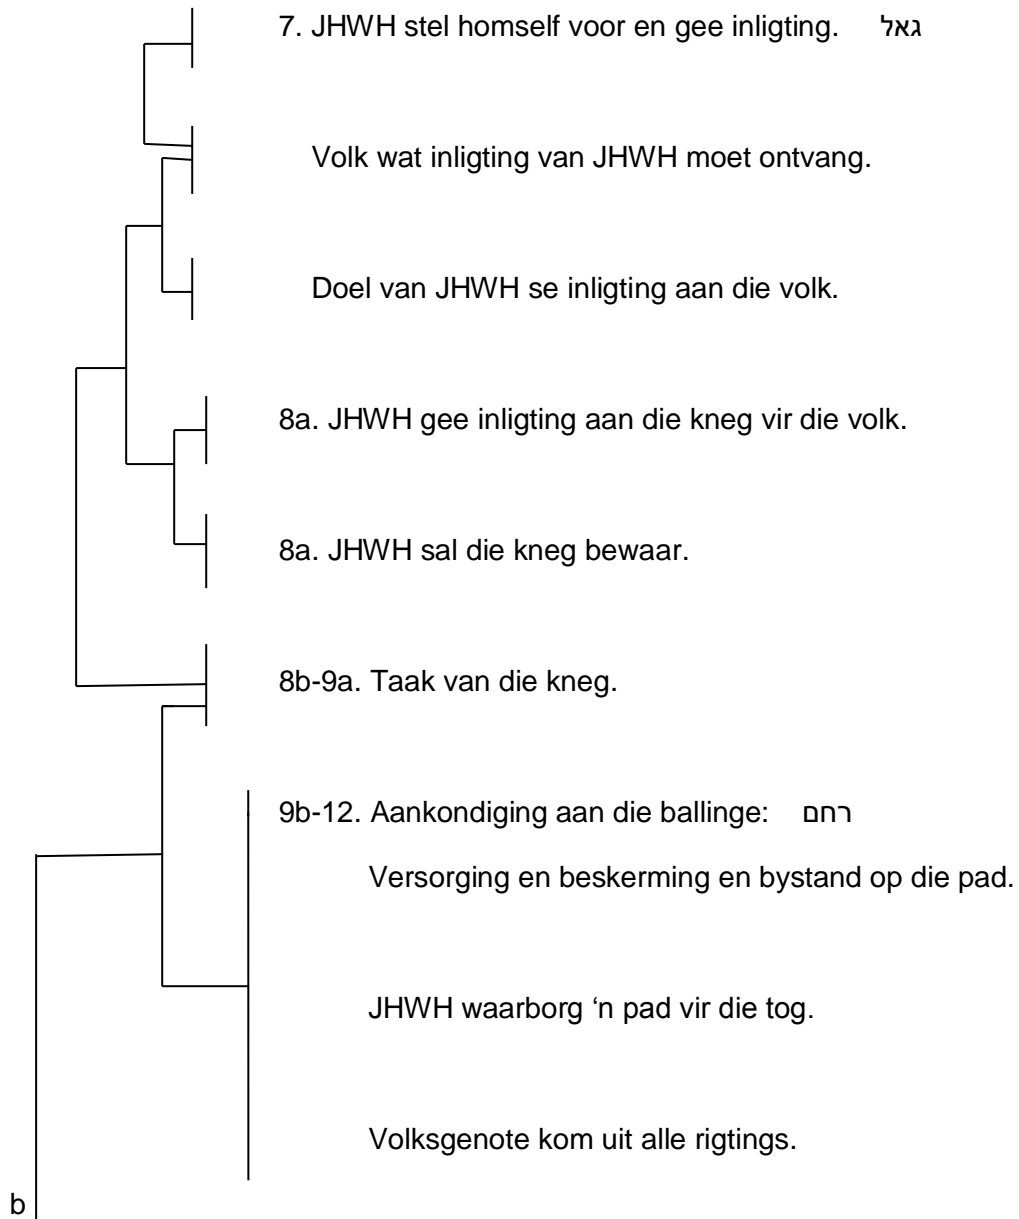 7. JHWH stel homself voor en gee inligting. גאל
Volk wat inligting van JHWH moet ontvang.
Doel van JHWH se inligting aan die volk.
8a. JHWH gee inligting aan die kneg vir die volk.
8a. JHWH sal die kneg bewaar.
8b-9a. Taak van die kneg.
9b-12. Aankondiging aan die ballinge: רחם
Versorging en beskerming en bystand op die pad.
JHWH waarborg ‘n pad vir die tog.
Volksgenote kom uit alle rigtings.
b